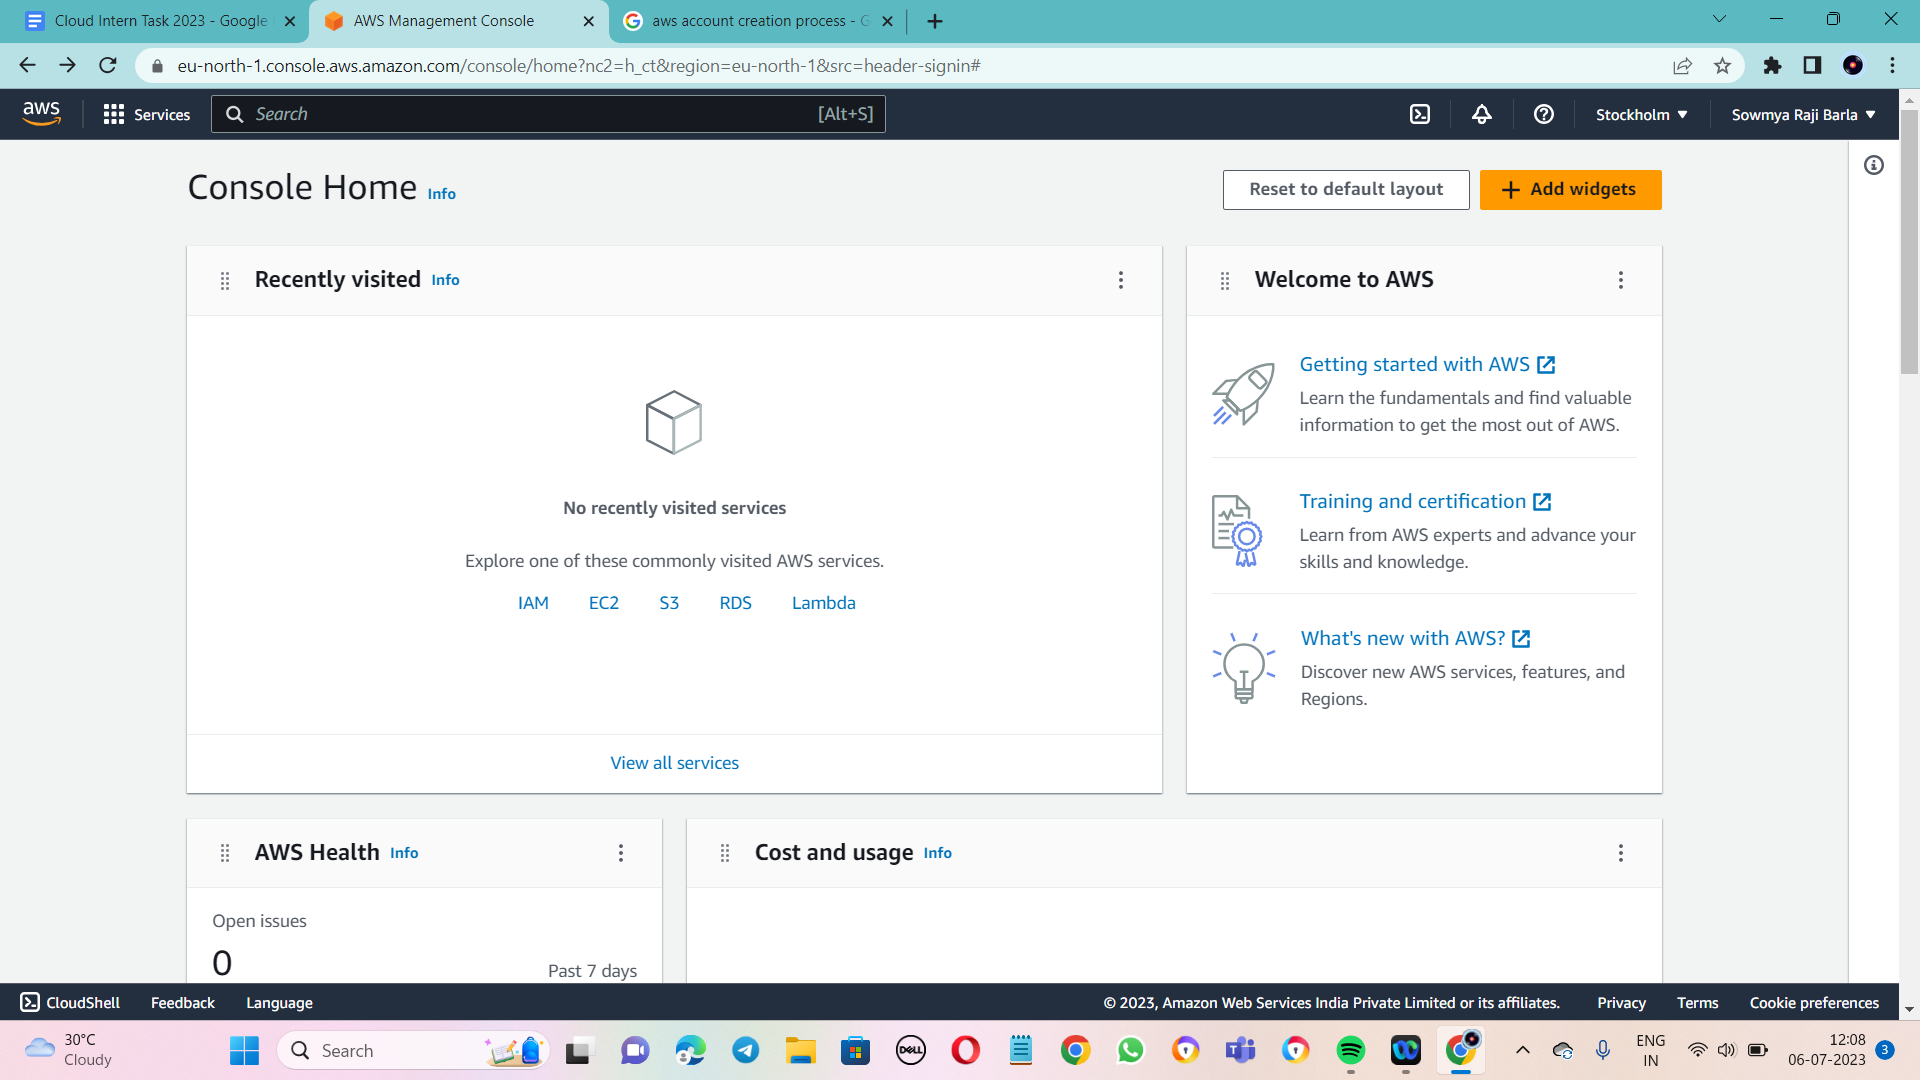 Cloud Intern Task 2023 - Google
AWS Management Console
aws account creation process - G
eu-north-1.console.aws.amazon.com/console/home?nc2=h_ct&region=eu-north-1&src=header-signin#
aws
Services
Search
[Alt+S]
Stockholm
Sowmya Raji Barla
Console Home Info
Reset to default layout
Add widgets
Recently visited Info
No recently visited services
Explore one of these commonly visited AWS services.
IAM EC2 S3 RDS Lambda
View all services
Welcome to AWS
Getting started with AWS
Learn the fundamentals and find valuable
information to get the most out of AWS.
Training and certification
Learn from AWS experts and advance your
skills and knowledge.
What's new with AWS?
Discover new AWS services, features, and
Regions.
AWS Health Info
Open issues
0
Past 7 days
Cost and usage Info
CloudShell Feedback Language
© 2023, Amazon Web Services India Private Limited or its affiliates. Privacy Terms Cookie preferences
30°C
Cloudy
Search
DELL
ENG
IN
12:08
06-07-2023
3